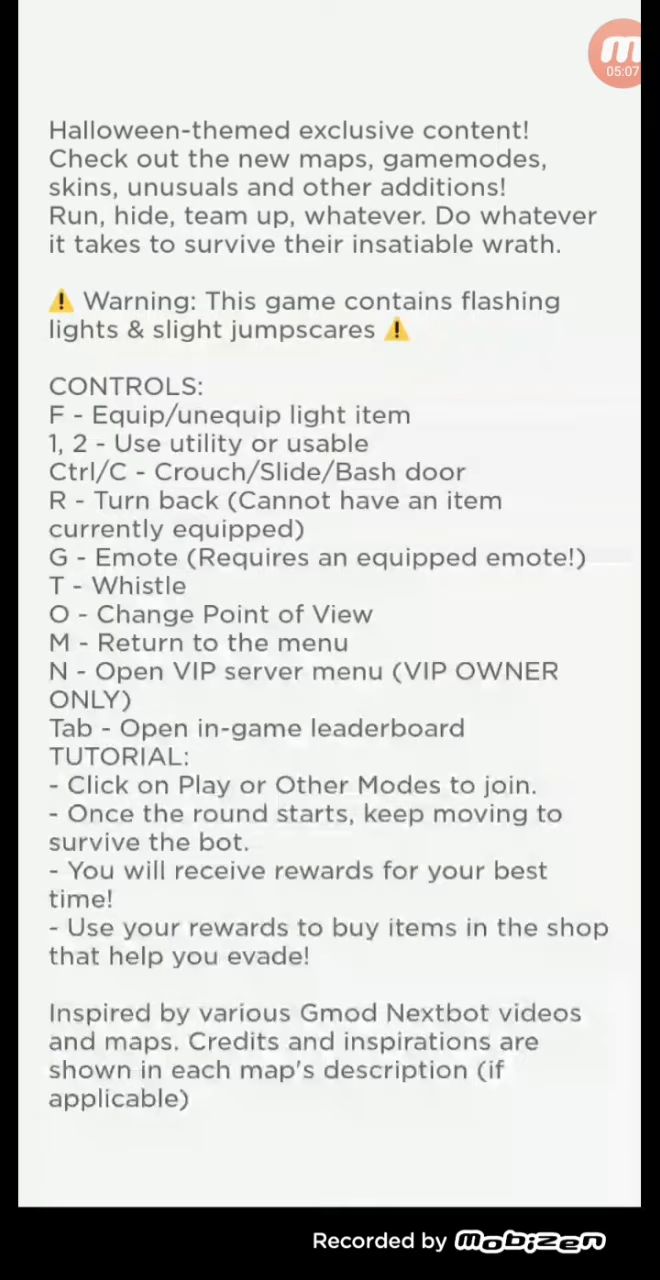 05:07
Halloween-themed exclusive content!
Check out the new maps, gamemodes,
skins, unusuals and other additions!
Run, hide, team up, whatever. Do whatever
it takes to survive their insatiable wrath.
⚠️ Warning: This game contains flashing
lights & slight jumpscares ⚠️
CONTROLS:
F - Equip/unequip light item
1, 2 - Use utility or usable
Ctrl/C - Crouch/Slide/Bash door
R - Turn back (Cannot have an item
currently equipped)
G - Emote (Requires an equipped emote!)
T - Whistle
O - Change Point of View
M - Return to the menu
N - Open VIP server menu (VIP OWNER
ONLY)
Tab - Open in-game leaderboard
TUTORIAL:
- Click on Play or Other Modes to join.
- Once the round starts, keep moving to
survive the bot.
- You will receive rewards for your best
time!
- Use your rewards to buy items in the shop
that help you evade!
Inspired by various Gmod Nextbot videos
and maps. Credits and inspirations are
shown in each map's description (if
applicable)
Recorded by mobizen